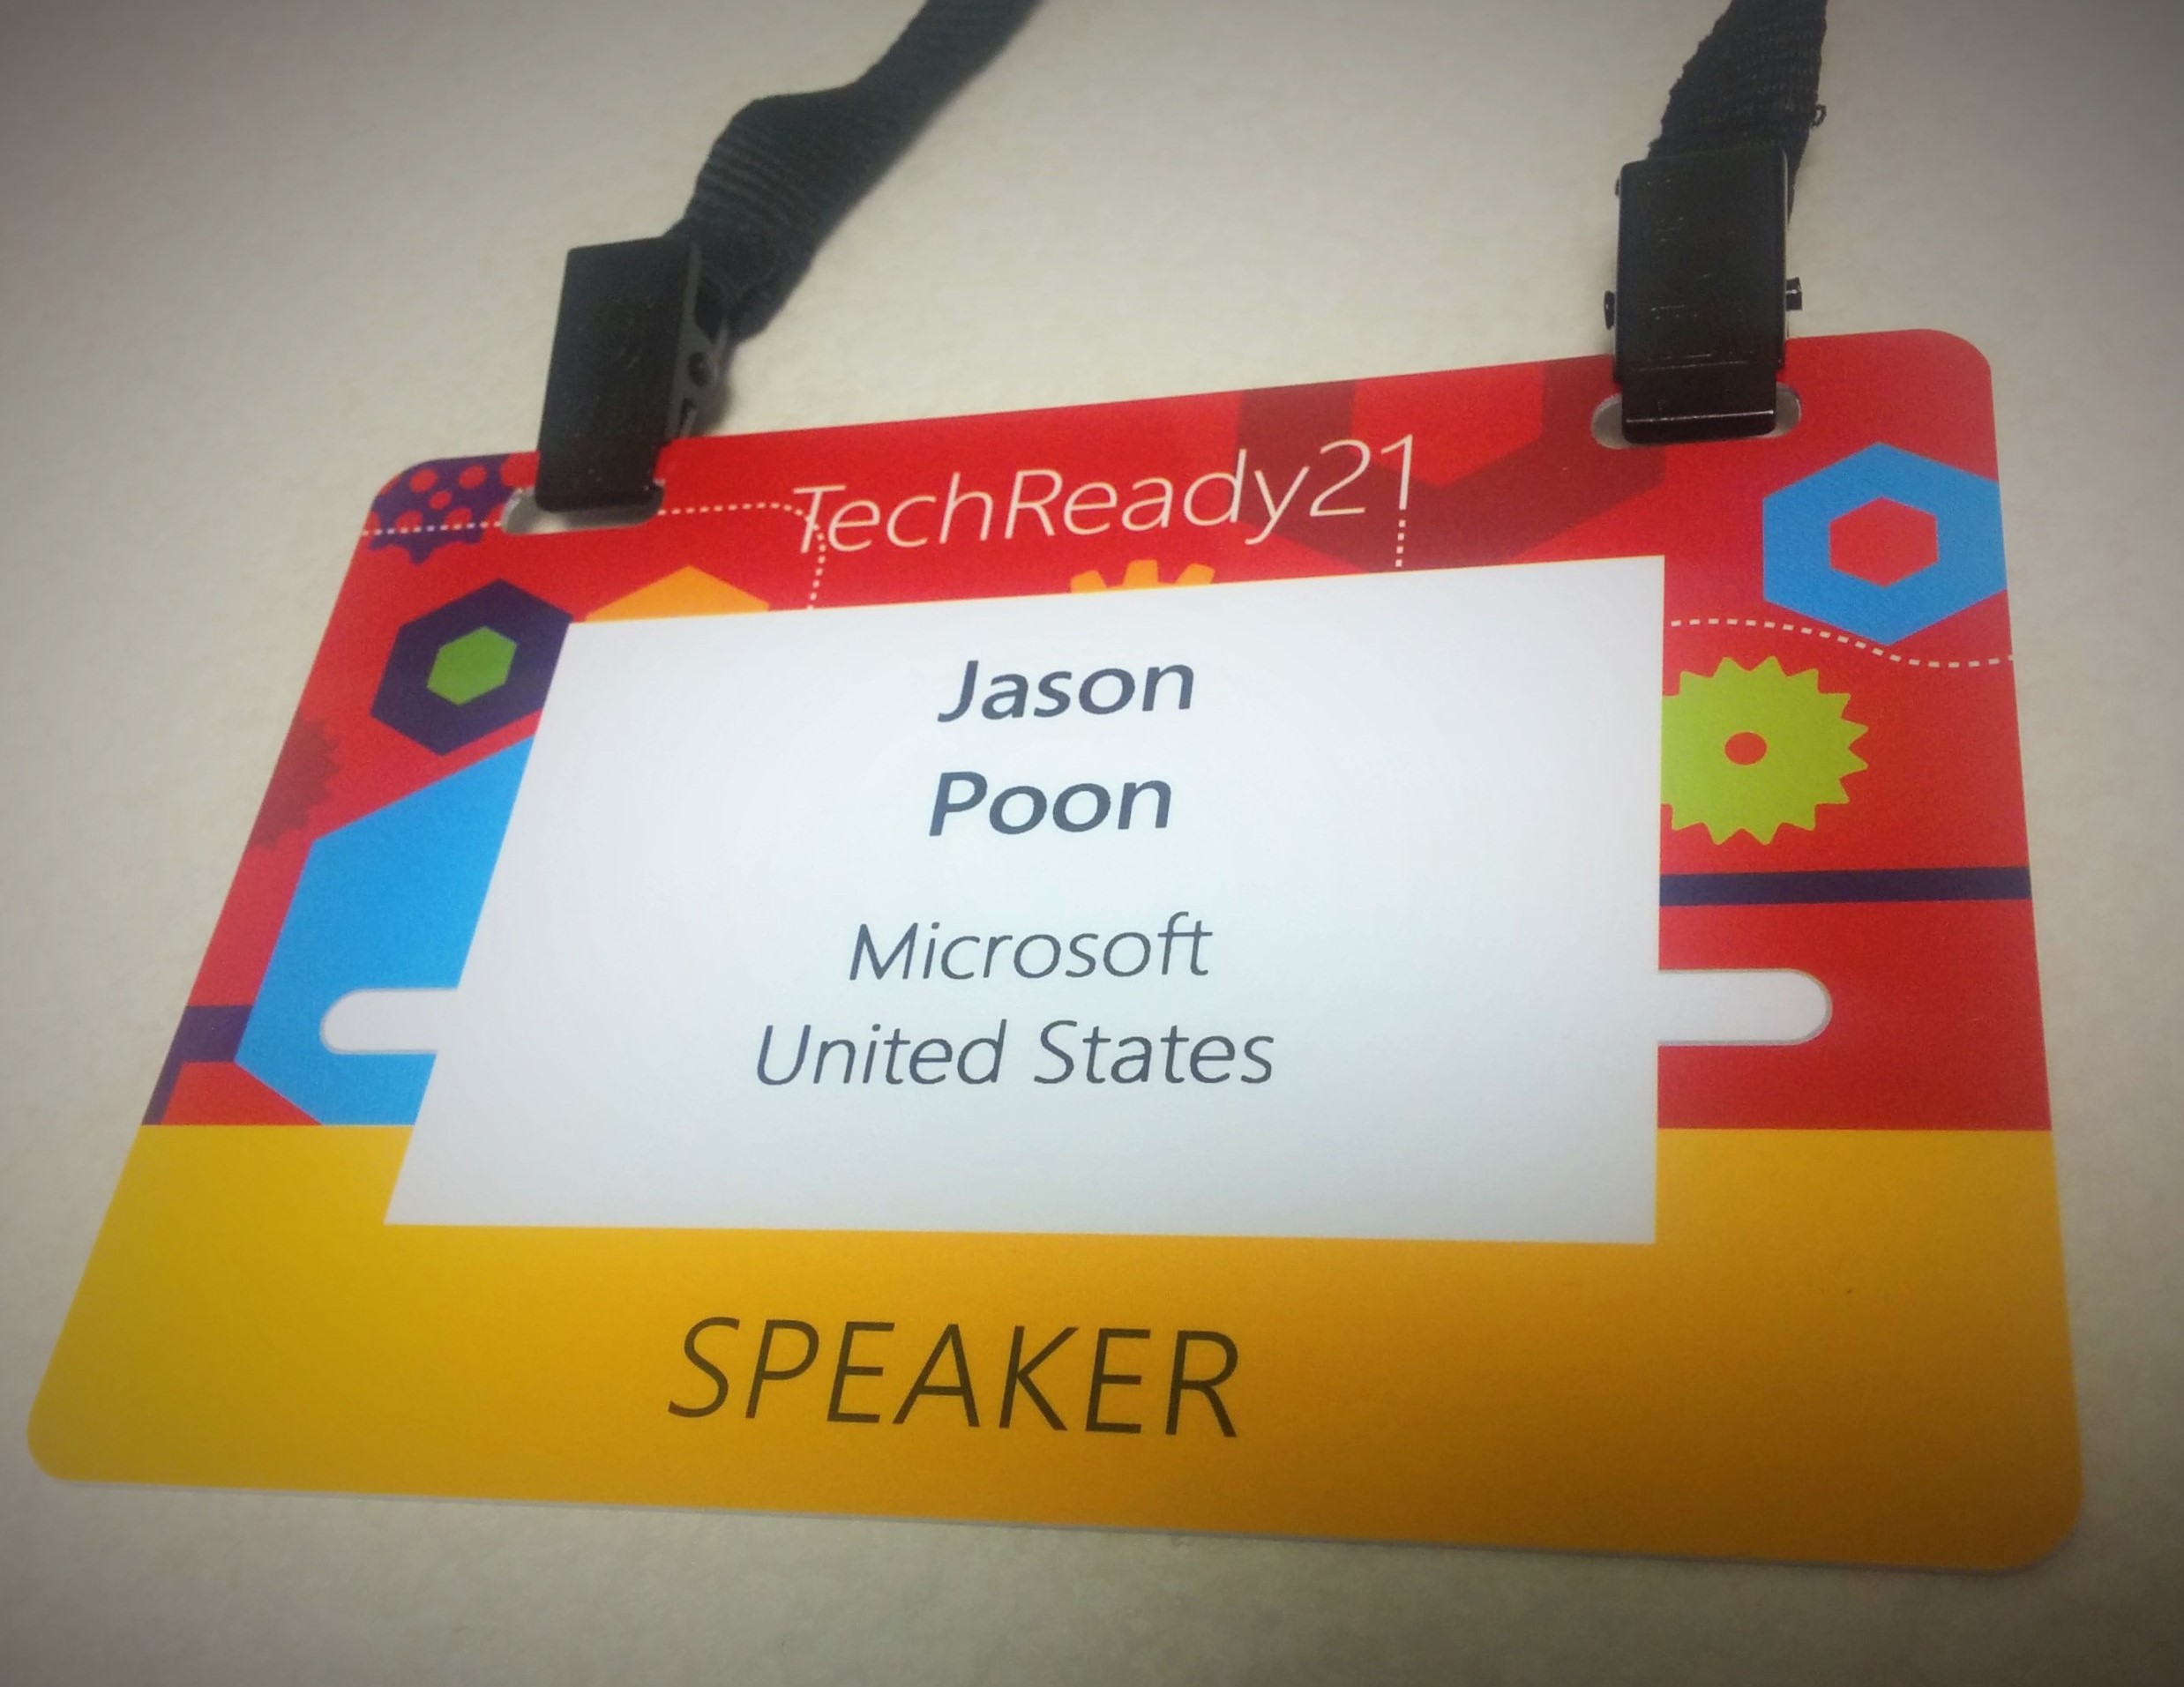 TechReady21
Jason
Poon
Microsoft
United States
SPEAKER